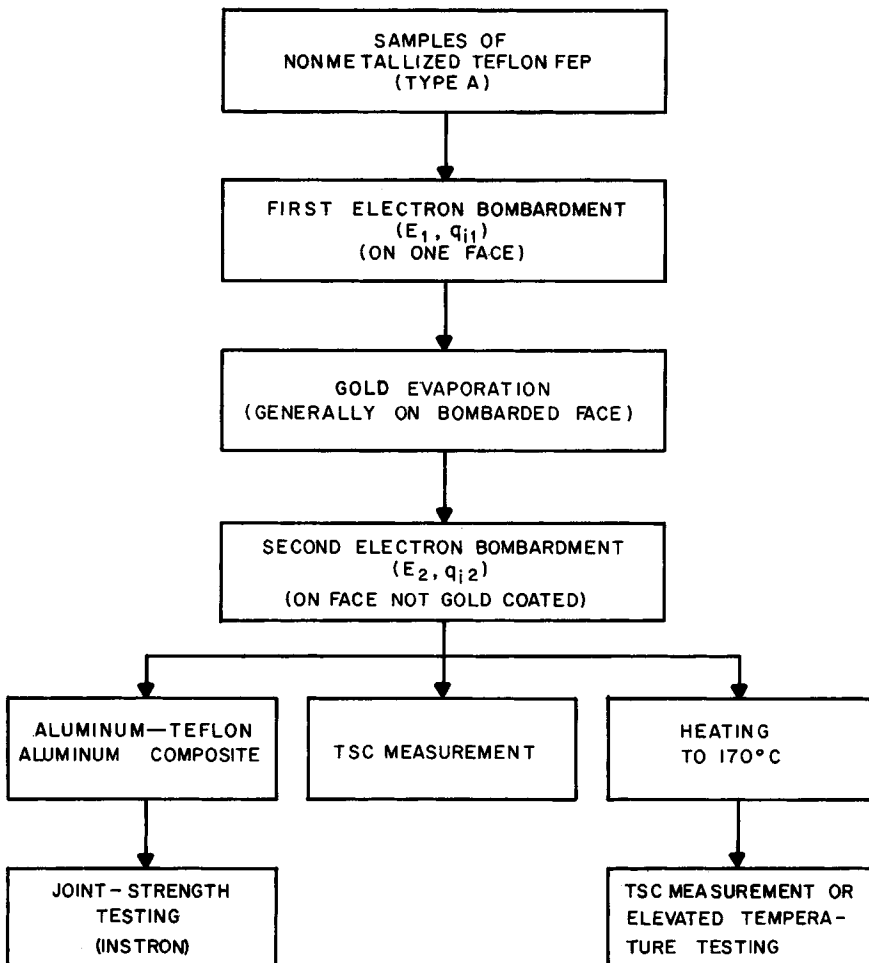 SAMPLES OF
NONMETALLIZED TEFLON FEP
(TYPE A)
FIRST ELECTRON BOMBARDMENT
(E₁, qᵢ₁)
(ON ONE FACE)
GOLD EVAPORATION
(GENERALLY ON BOMBARDED FACE)
SECOND ELECTRON BOMBARDMENT
(E₂, qᵢ₂)
(ON FACE NOT GOLD COATED)
ALUMINUM—TEFLON
ALUMINUM COMPOSITE
TSC MEASUREMENT
HEATING
TO 170°C
JOINT-STRENGTH
TESTING
(INSTRON)
TSC MEASUREMENT OR
ELEVATED TEMPERA-
TURE TESTING